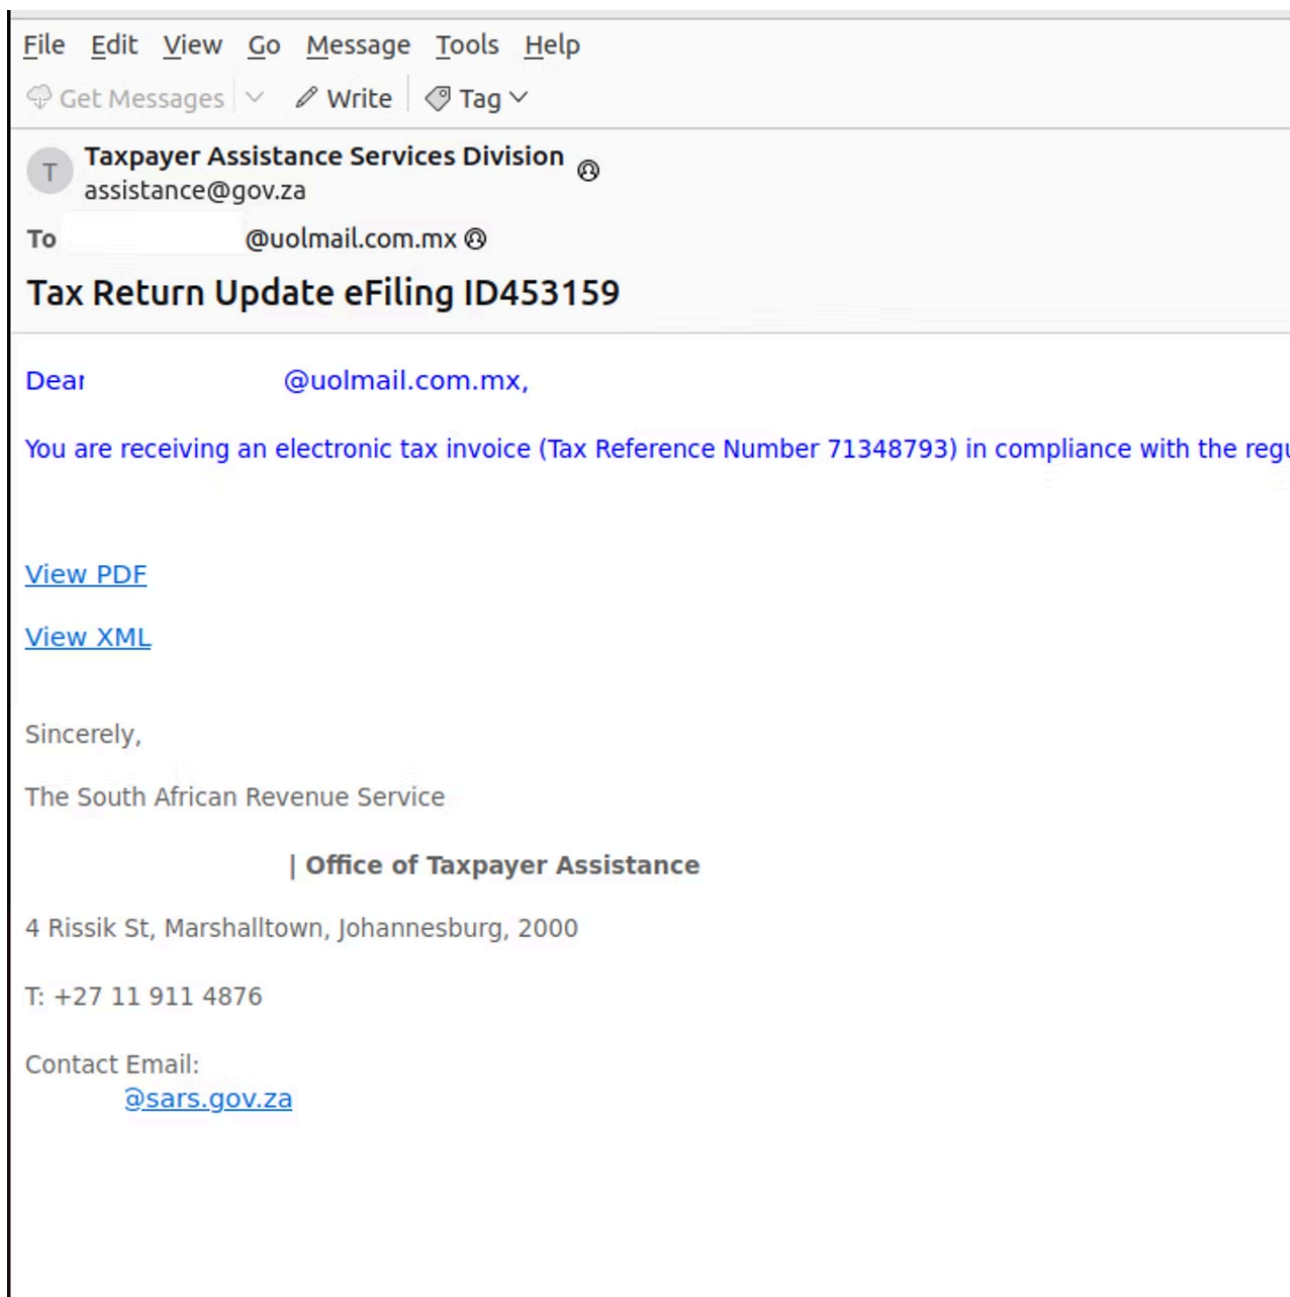 File Edit View Go Message Tools Help
Get Messages Write Tag
T
Taxpayer Assistance Services Division
assistance@gov.za
To @uolmail.com.mx
Tax Return Update eFiling ID453159
Dear @uolmail.com.mx,
You are receiving an electronic tax invoice (Tax Reference Number 71348793) in compliance with the
View PDF
View XML
Sincerely,
The South African Revenue Service
| Office of Taxpayer Assistance
4 Rissik St, Marshalltown, Johannesburg, 2000
T: +27 11 911 4876
Contact Email:
@sars.gov.za